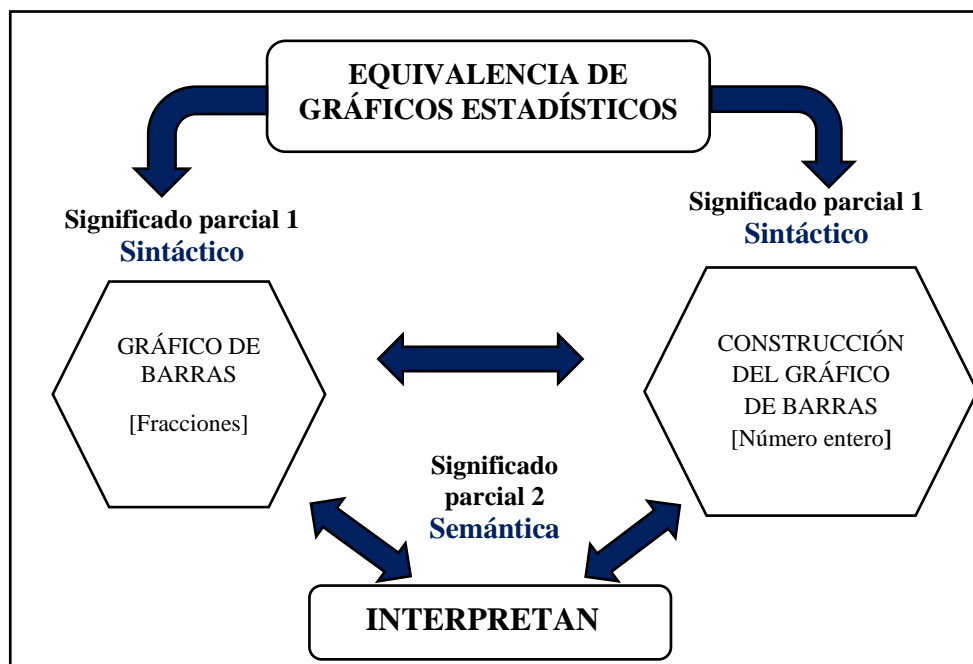 EQUIVALENCIA DE
GRÁFICOS ESTADÍSTICOS
Significado parcial 1
Sintáctico
Significado parcial 1
Sintáctico
GRÁFICO DE
BARRAS
[Fracciones]
CONSTRUCCIÓN
DEL GRÁFICO
DE BARRAS
[Número entero]
Significado
parcial 2
Semántica
INTERPRETAN